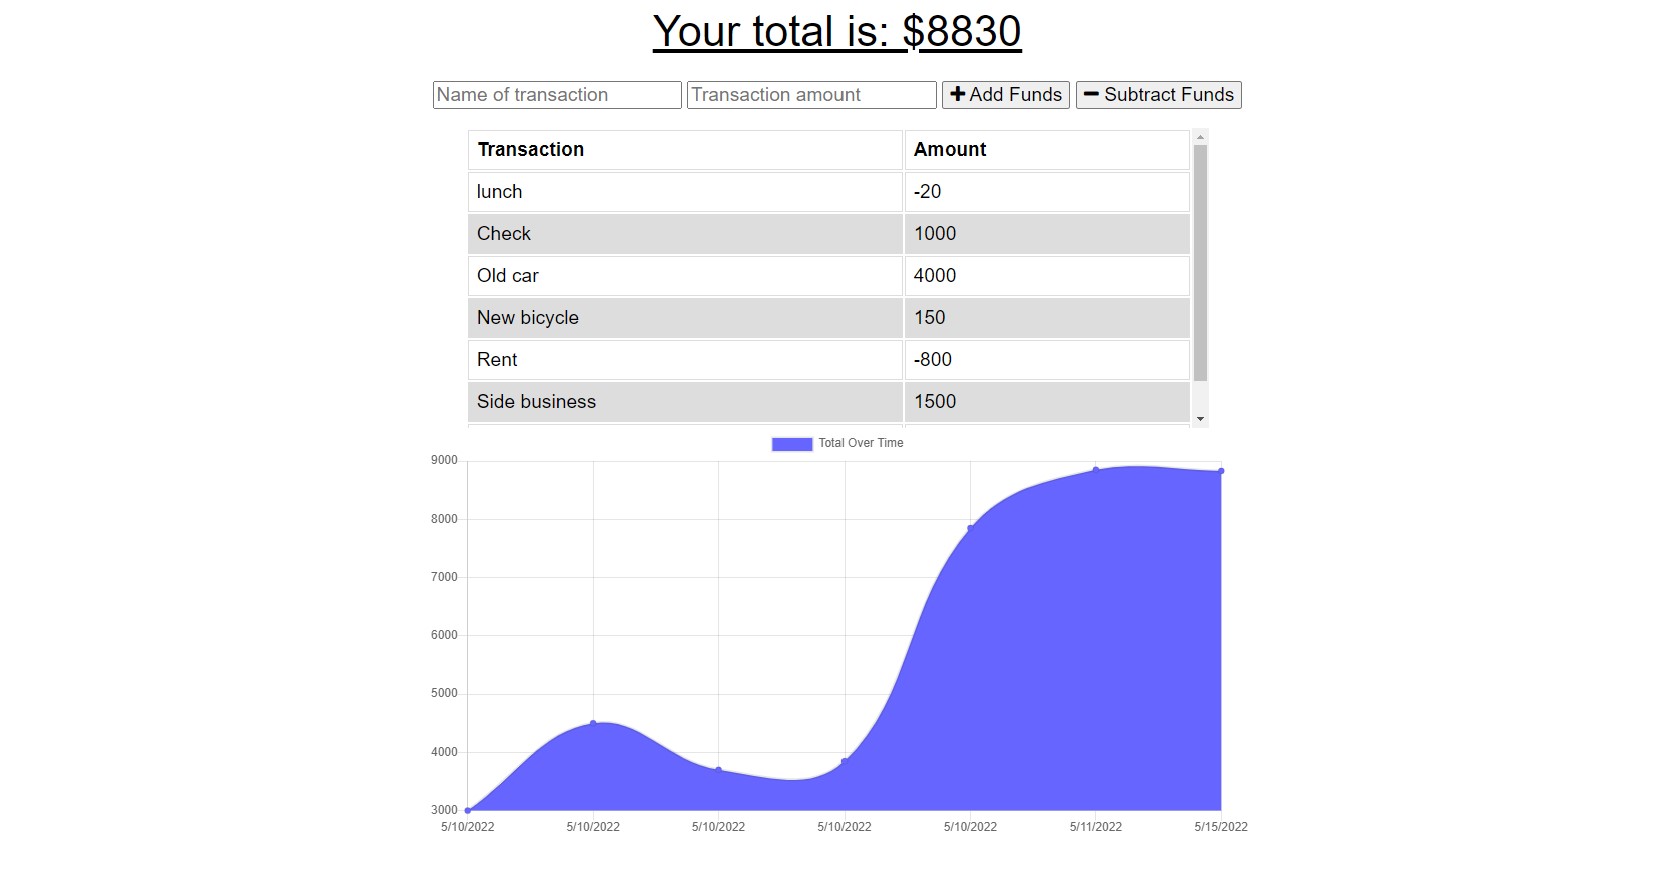 Your total is: $8830
Name of transaction Transaction amount Add Funds Subtract Funds
Transaction Amount
lunch -20
Check 1000
Old car 4000
New bicycle 150
Rent -800
Side business 1500
Total Over Time
9000
8000
7000
6000
5000
4000
3000
5/10/2022 5/10/2022 5/10/2022 5/10/2022 5/10/2022 5/11/2022 5/15/2022